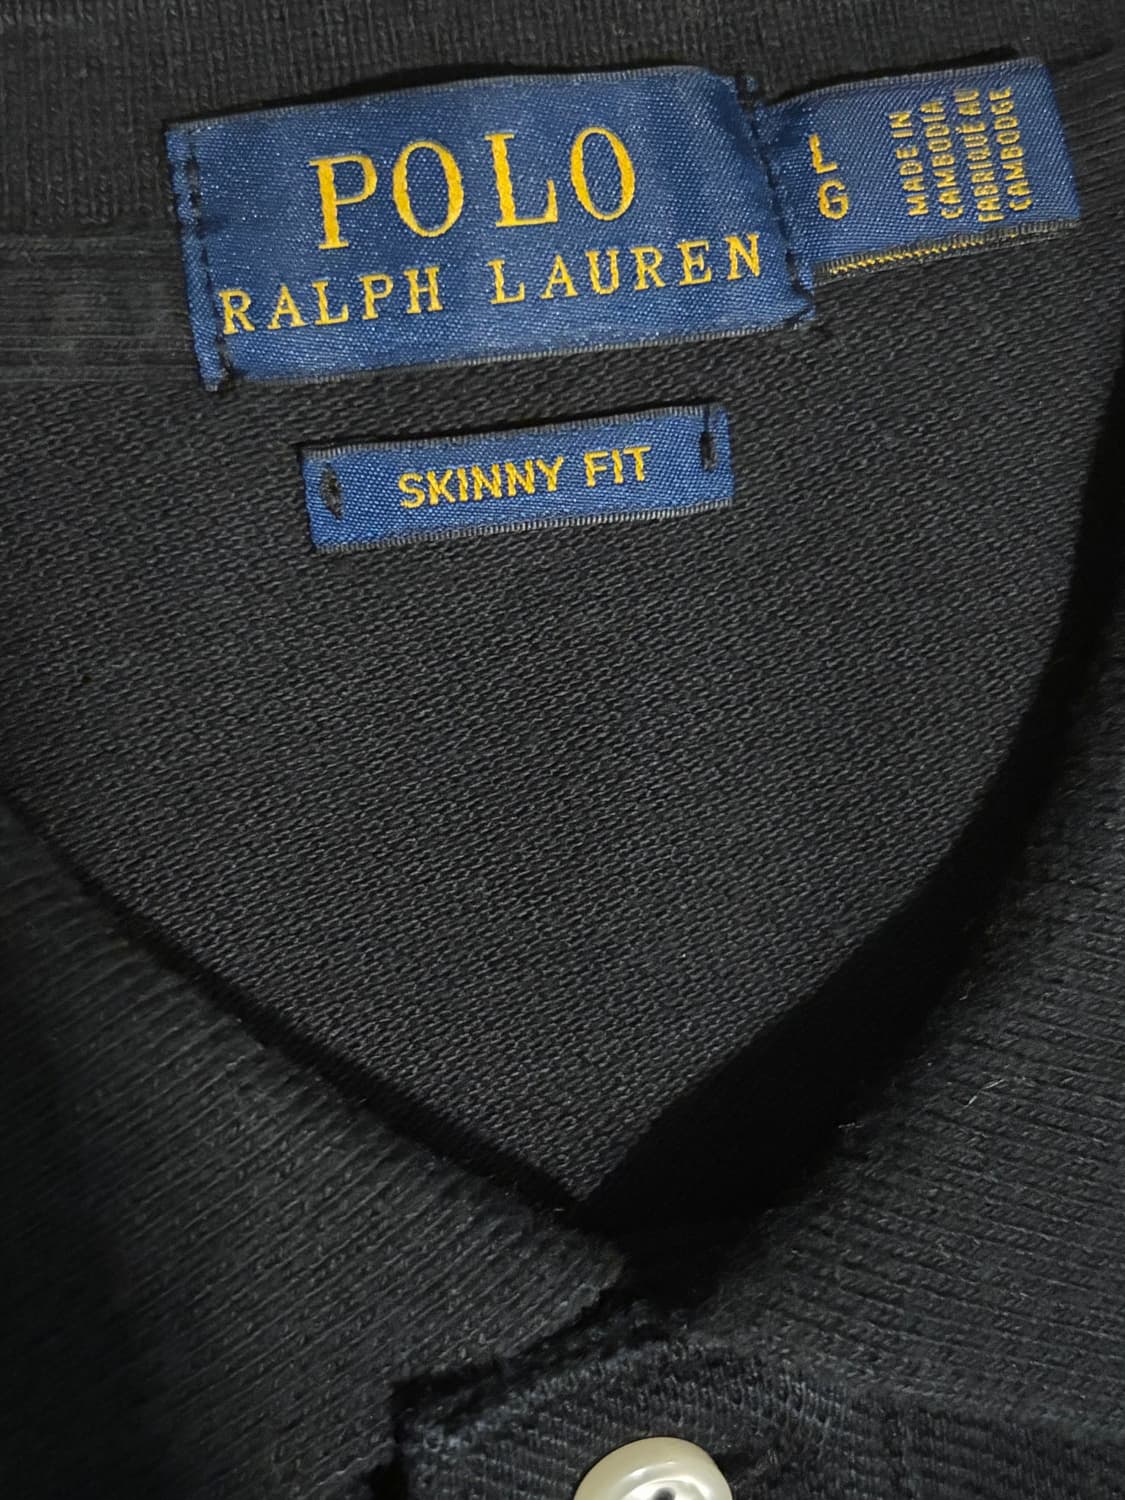 POLO
RALPH LAUREN
L
G
MADE IN
CAMBODIA
FABRIQUÉ AU
CAMBODGE
SKINNY FIT